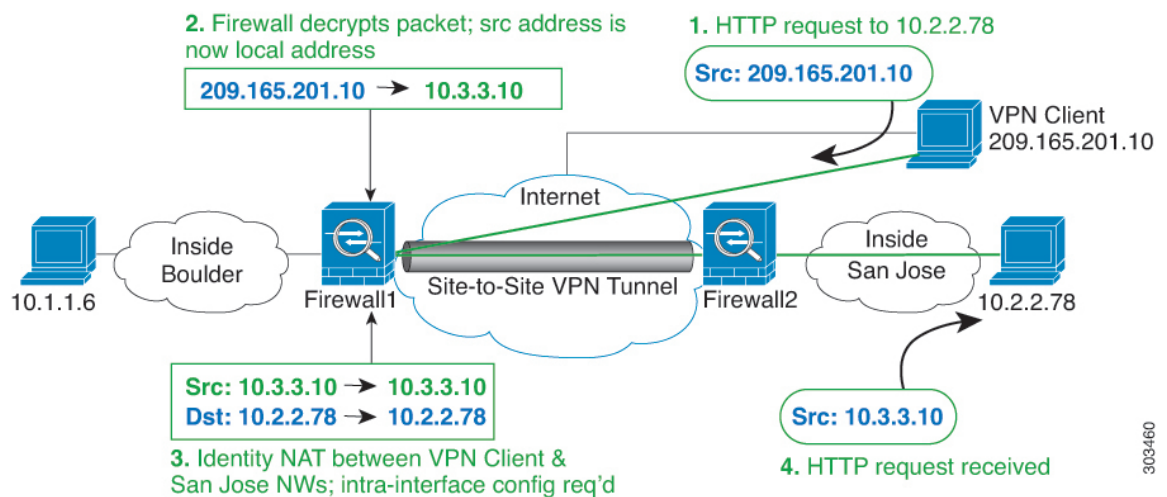 2. Firewall decrypts packet; src address is
now local address
209.165.201.10 → 10.3.3.10
1. HTTP request to 10.2.2.78
Src: 209.165.201.10
VPN Client
209.165.201.10
Internet
Inside
Boulder
10.1.1.6
Firewall1
Site-to-Site VPN Tunnel
Firewall2
Inside
San Jose
10.2.2.78
Src: 10.3.3.10 → 10.3.3.10
Dst: 10.2.2.78 → 10.2.2.78
3. Identity NAT between VPN Client &
San Jose NWs; intra-interface config req'd
Src: 10.3.3.10
4. HTTP request received
303460